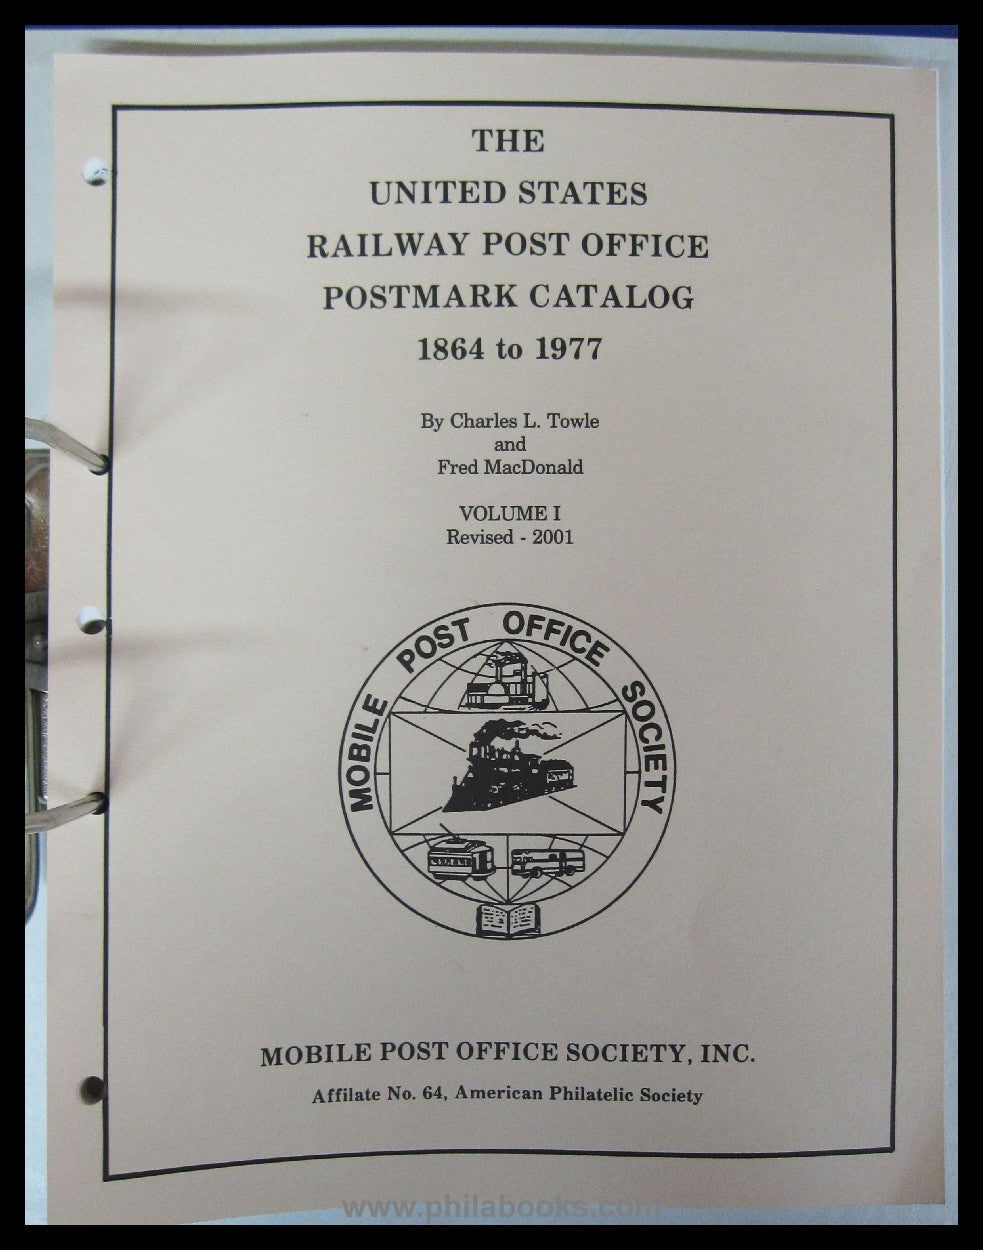 THE
UNITED STATES
RAILWAY POST OFFICE
POSTMARK CATALOG
1864 to 1977
By Charles L. Towle
and
Fred MacDonald
VOLUME I
Revised - 2001
MOBILE POST OFFICE SOCIETY
MOBILE POST OFFICE SOCIETY, INC.
Affilate No. 64, American Philatelic Society
www.philabooks.com